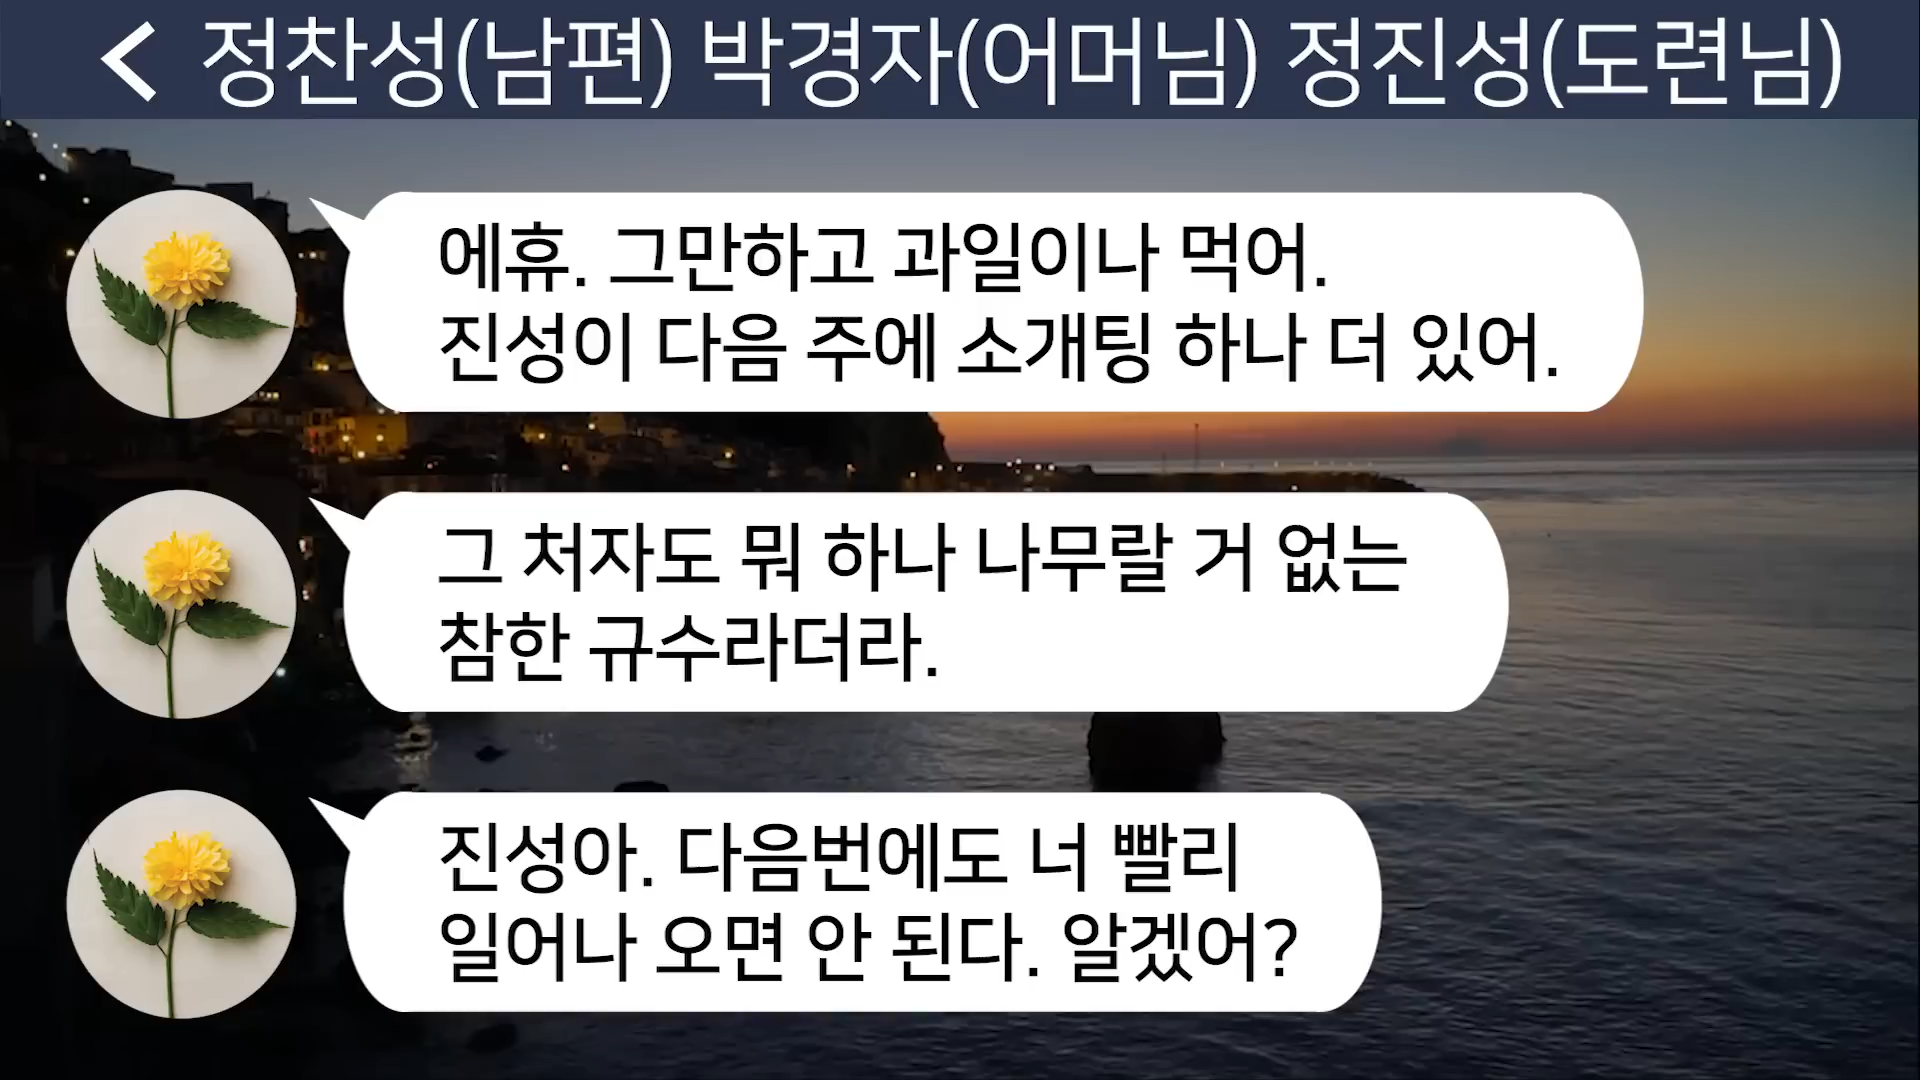 정찬성(남편) 박경자(어머님) 정진성(도련님)
에휴. 그만하고 과일이나 먹어.
진성이 다음 주에 소개팅 하나 더 있어.
그 처자도 뭐 하나 나무랄 거 없는
참한 규수라더라.
진성아. 다음번에도 너 빨리
일어나 오면 안 된다. 알겠어?